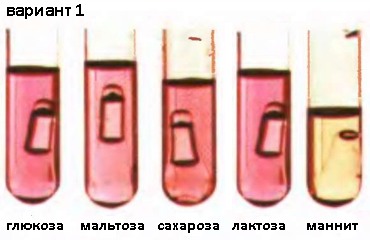 вариант 1
глюкоза мальтоза сахароза лактоза маннит